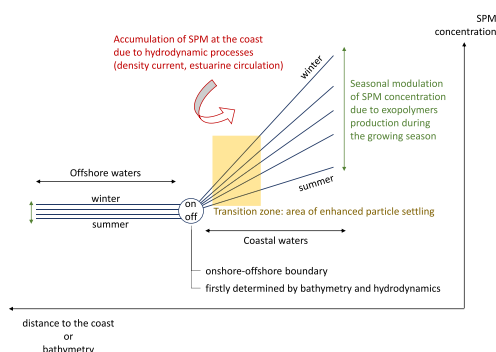 SPM
concentration
Accumulation of SPM at the coast
due to hydrodynamic processes
(density current, estuarine circulation)
winter
Seasonal modulation
of SPM concentration
due to exopolymers
production during
the growing season
Offshore waters
winter
on
off
summer
summer
Transition zone: area of enhanced particle settling
Coastal waters
onshore-offshore boundary
firstly determined by bathymetry and hydrodynamics
distance to the coast
or
bathymetry